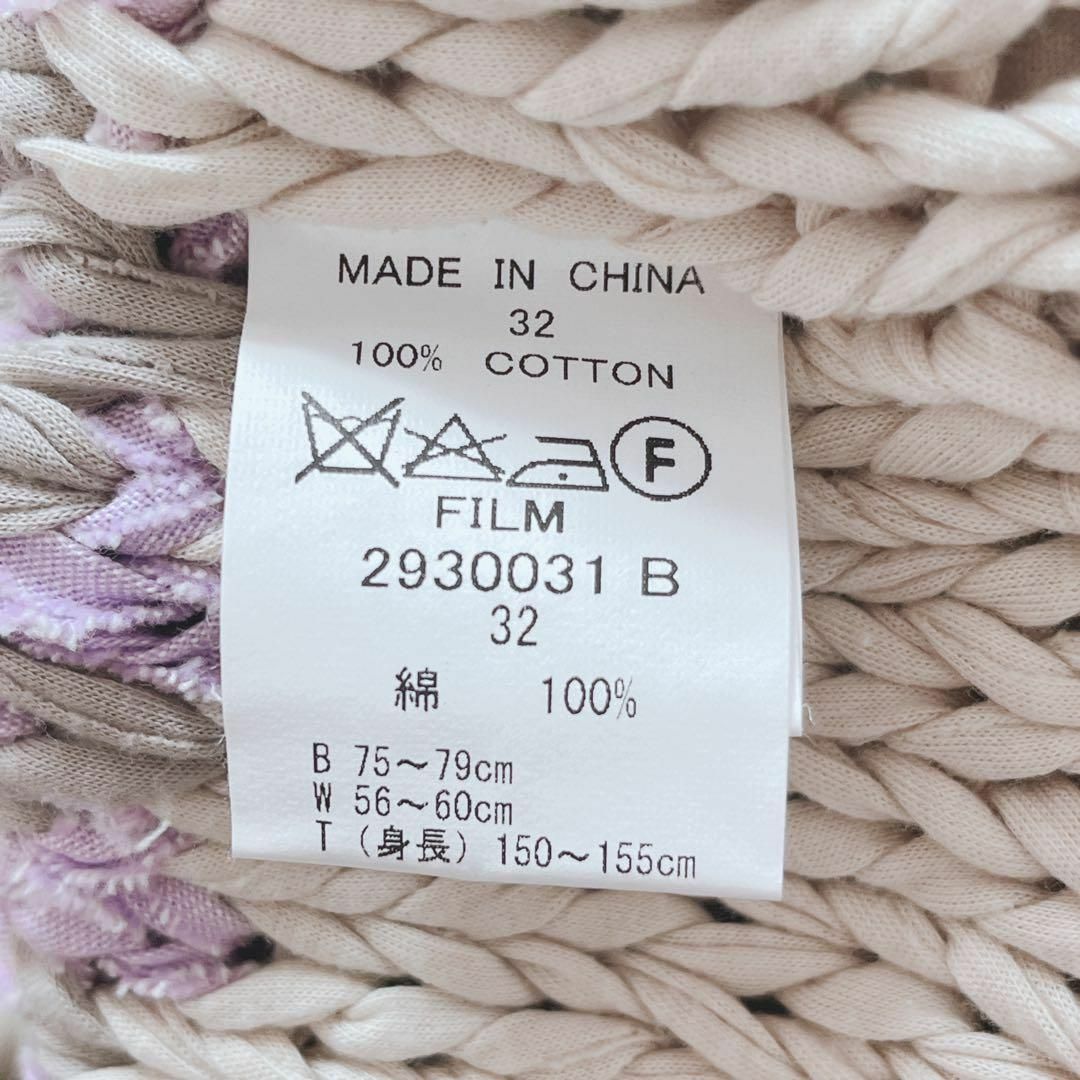 MADE IN CHINA
32
100% COTTON
F
FILM
2930031 B
32
綿 100%
B 75～79cm
W 56～60cm
T (身長) 150～155cm